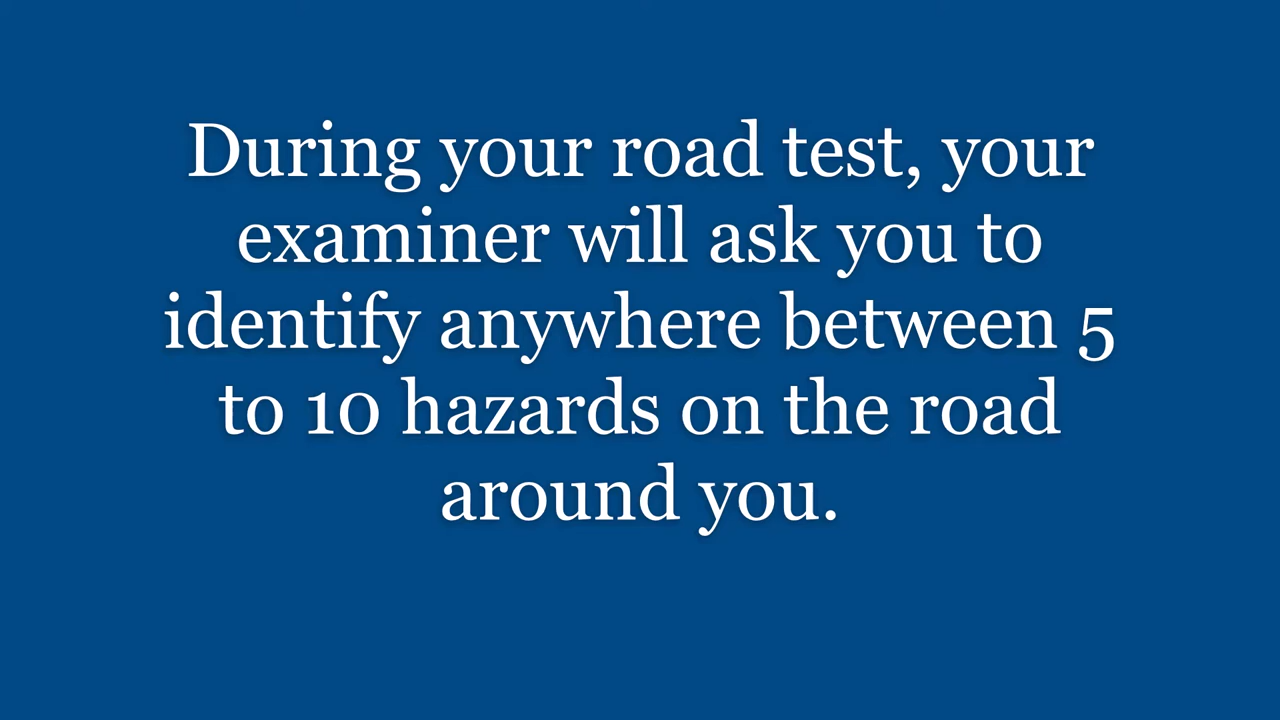 During your road test, your
examiner will ask you to
identify anywhere between 5
to 10 hazards on the road
around you.